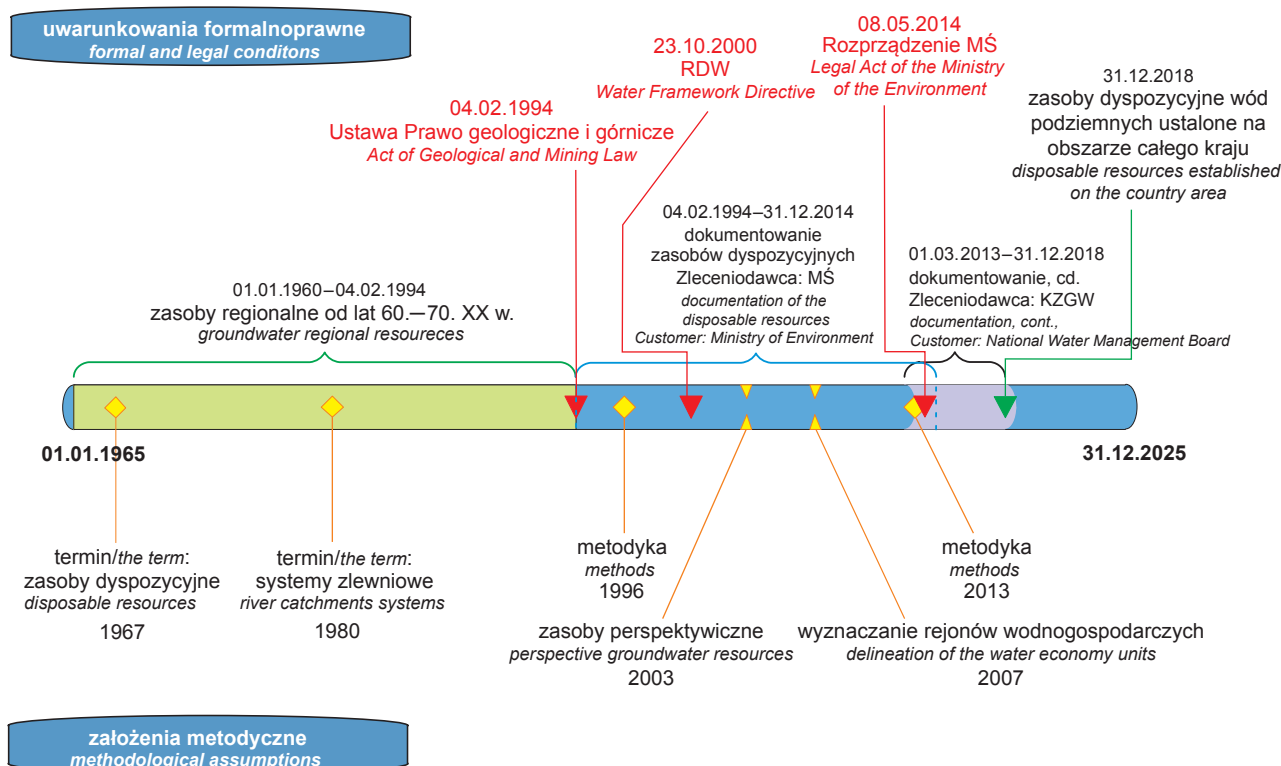 uwarunkowania formalnoprawne
formal and legal conditons
04.02.1994
Ustawa Prawo geologiczne i górnicze
Act of Geological and Mining Law
23.10.2000
RDW
Water Framework Directive
08.05.2014
Rozprządzenie MŚ
Legal Act of the Ministry
of the Environment
31.12.2018
zasoby dyspozycyjne wód
podziemnych ustalone na
obszarze całego kraju
disposable resources established
on the country area
01.01.1960–04.02.1994
zasoby regionalne od lat 60.—70. XX w.
groundwater regional resoureces
04.02.1994–31.12.2014
dokumentowanie
zasobów dyspozycyjnych
Zleceniodawca: MŚ
documentation of the
disposable resources
Customer: Ministry of Environment
01.03.2013–31.12.2018
dokumentowanie, cd.
Zleceniodawca: KZGW
documentation, cont.,
Customer: National Water Management Board
01.01.1965
31.12.2025
termin/the term:
zasoby dyspozycyjne
disposable resources
1967
termin/the term:
systemy zlewniowe
river catchments systems
1980
metodyka
methods
1996
zasoby perspektywiczne
perspective groundwater resources
2003
wyznaczanie rejonów wodnogospodarczych
delineation of the water economy units
2007
metodyka
methods
2013
założenia metodyczne
methodological assumptions